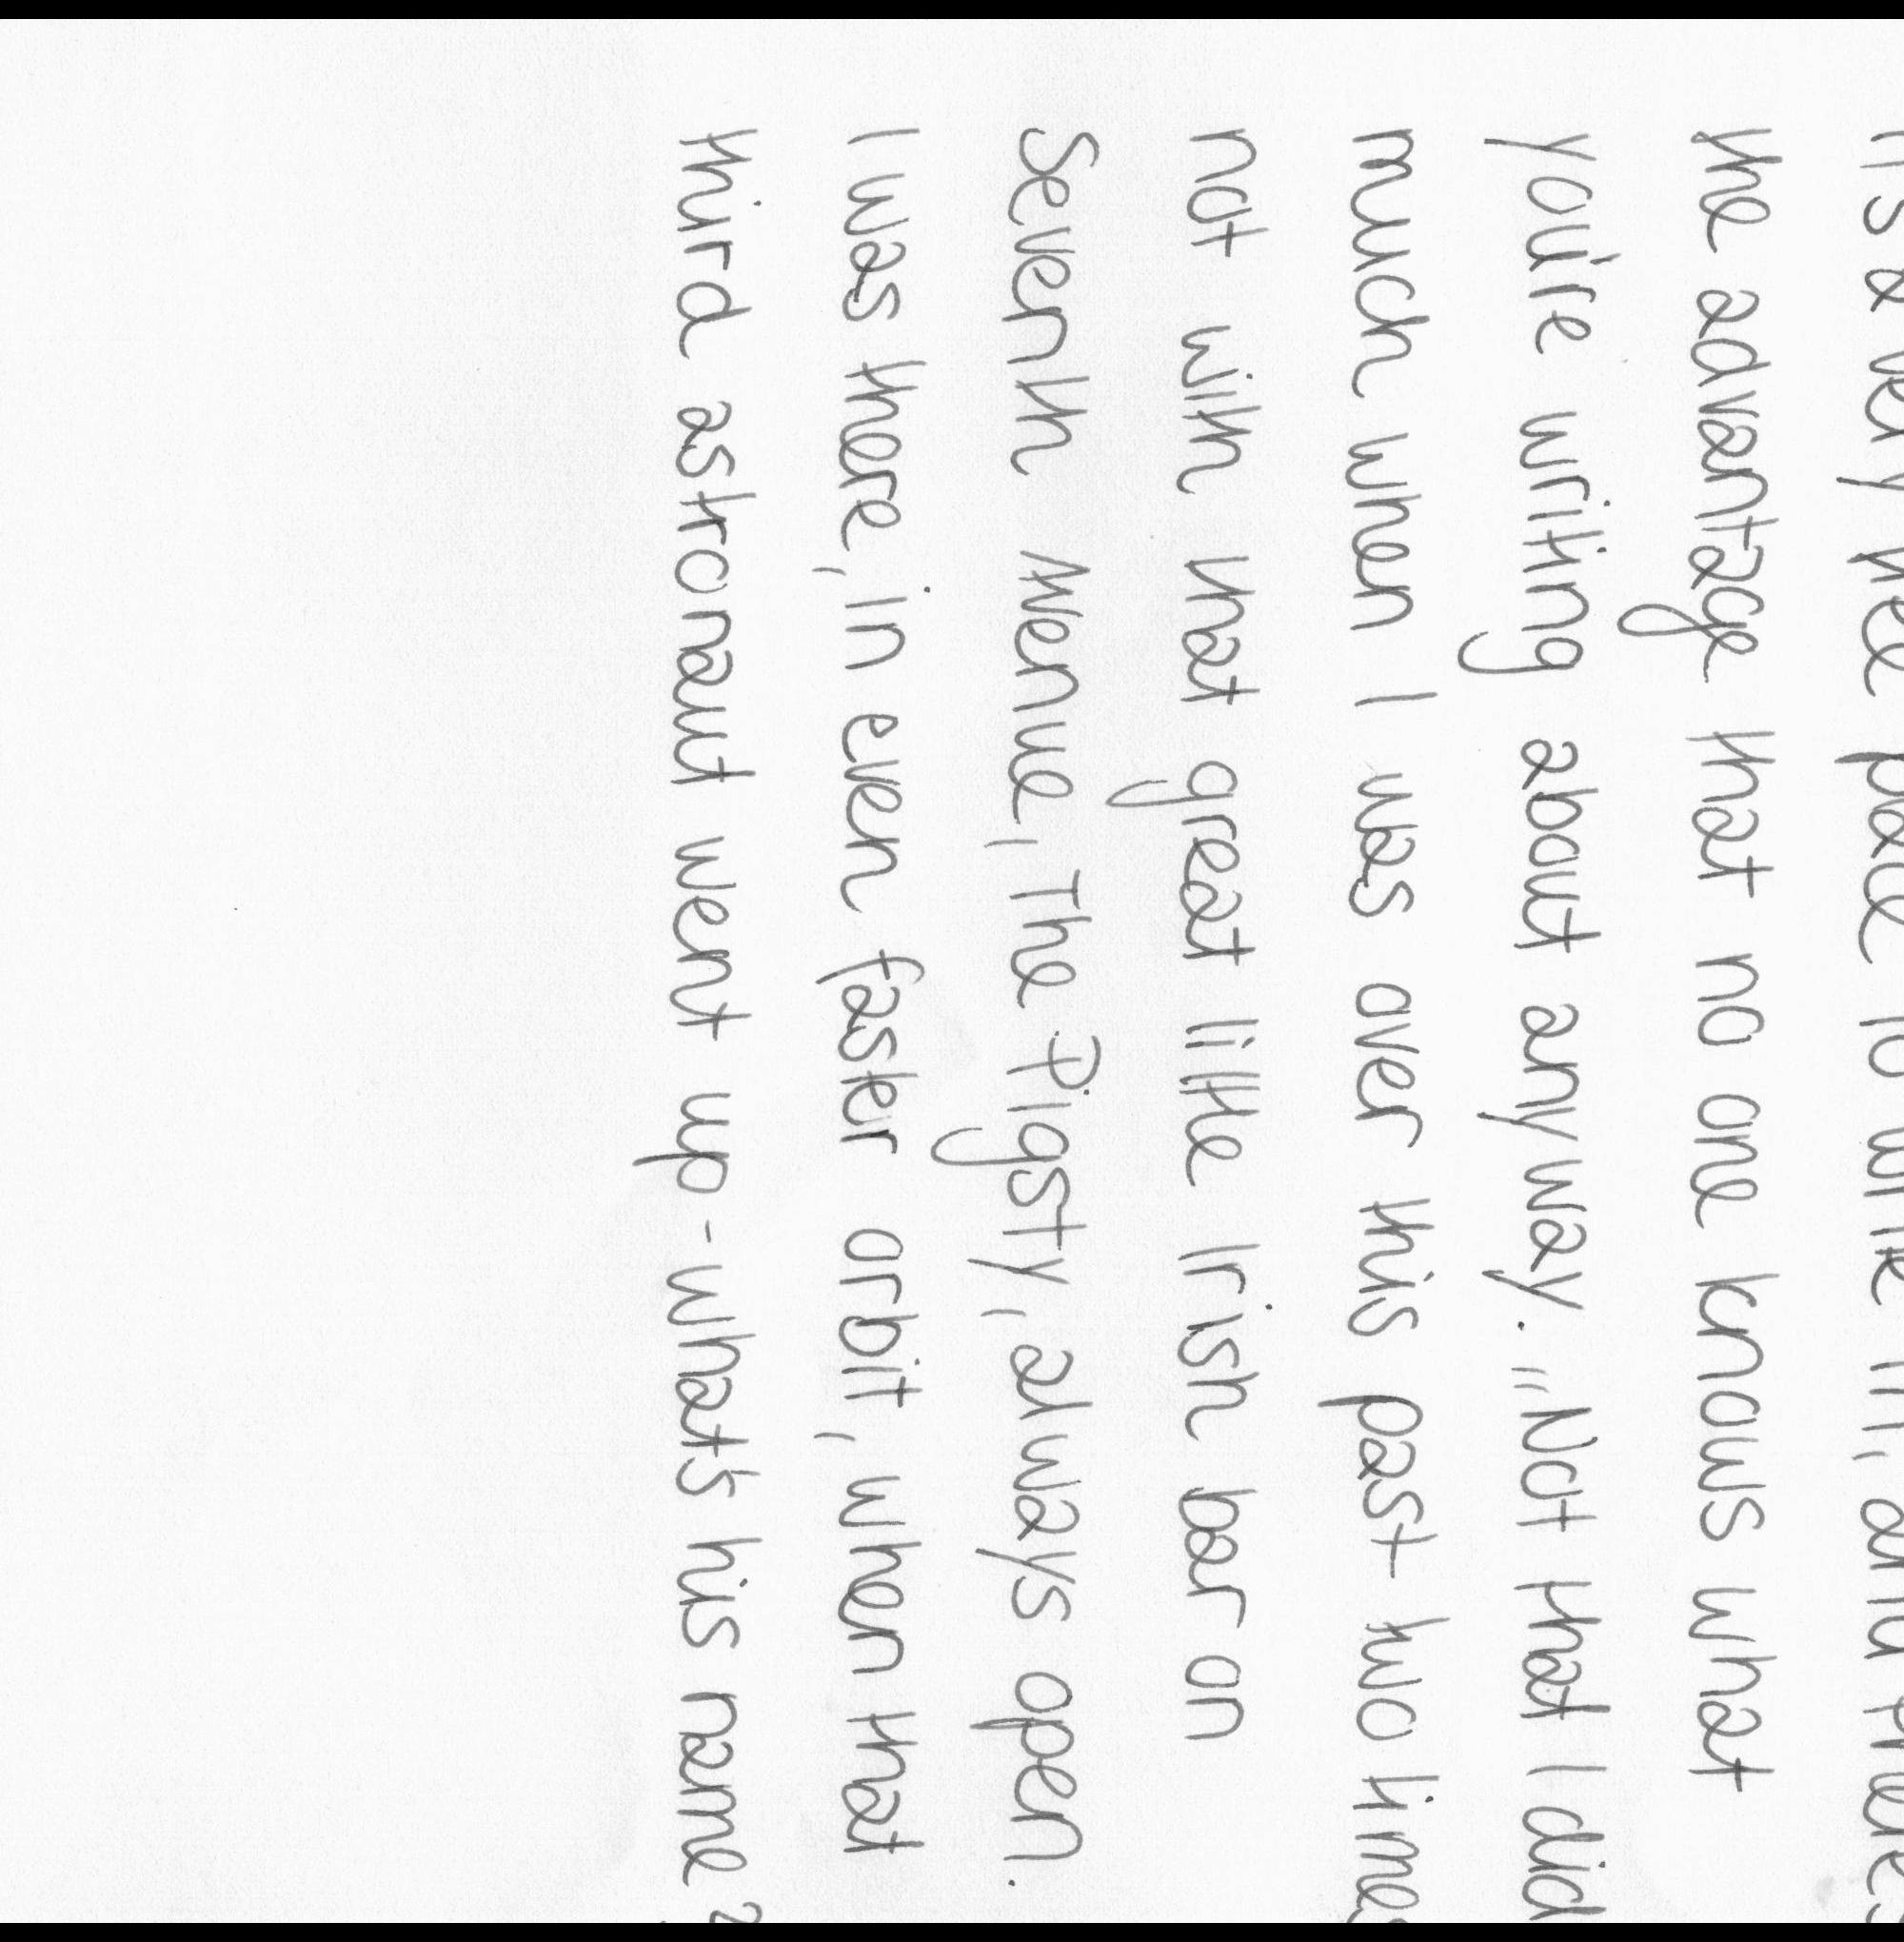 It's a very nice place to write in, and there's
the advantage that no one knows what
you're writing about anyway. "Not that I did
much when I was over this past two times
not with that great little Irish bar on
Seventh Avenue, The Pigsty, always open.
I was there, in even faster orbit, when that
third astronaut went up - what's his name?